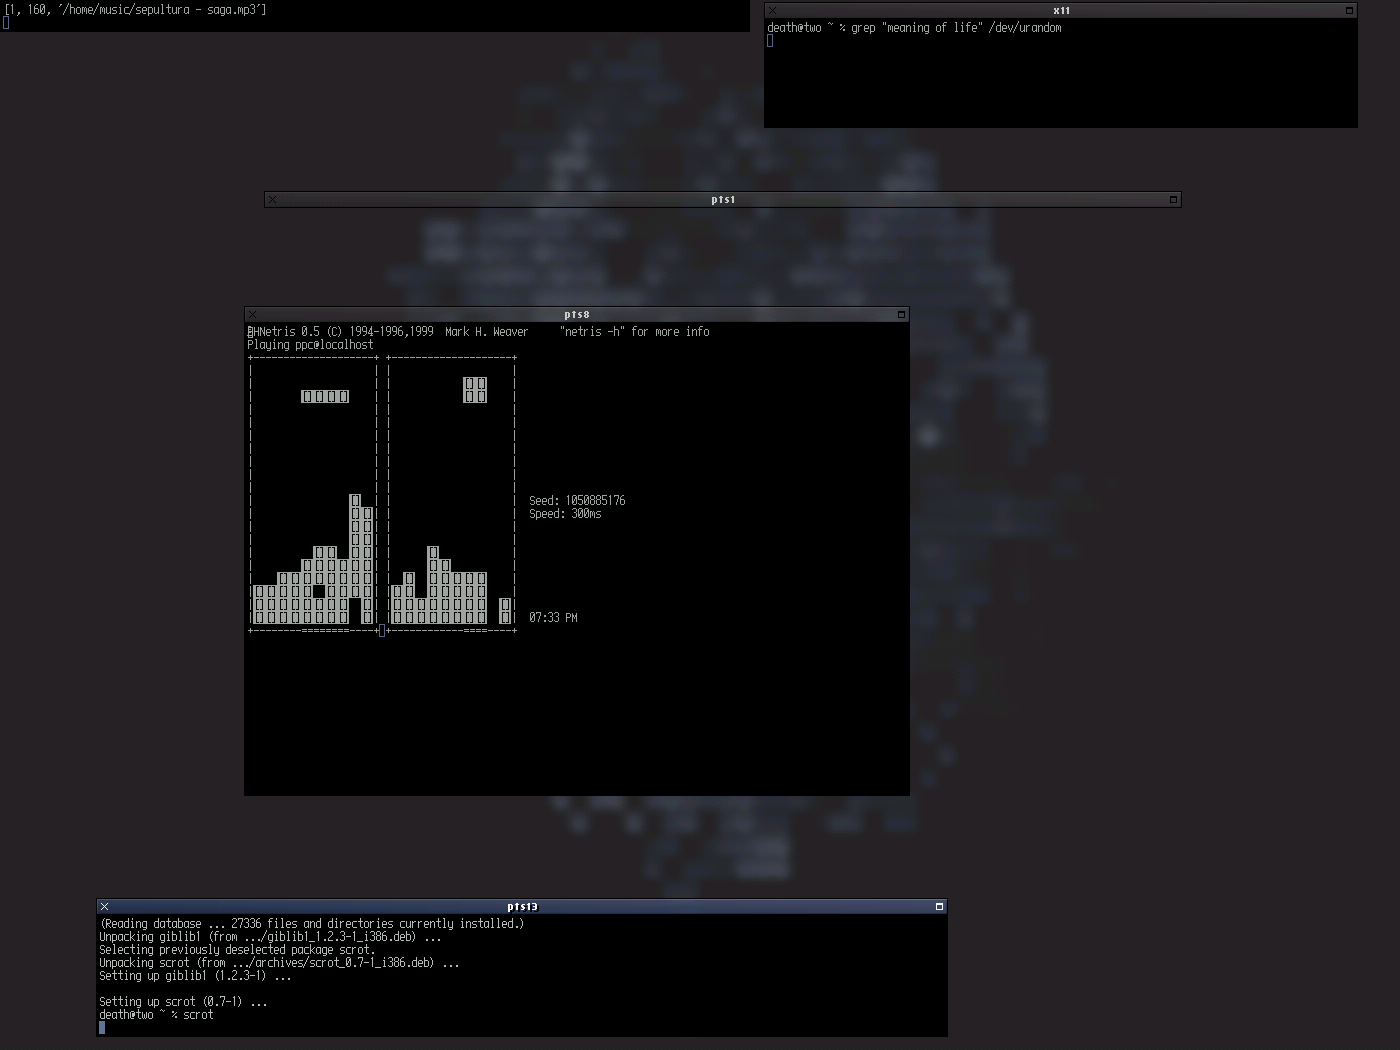 [1, 160, '/home/music/sepultura - saga.mp3']
x11
death@two ~ % grep "meaning of life" /dev/urandom
pts1
pts8
HNetris 0.5 (C) 1994-1996,1999  Mark H. Weaver     "netris -h" for more info
Playing ppc@localhost
Seed: 1050885176
Speed: 300ms
07:33 PM
pts13
(Reading database ... 27336 files and directories currently installed.)
Unpacking giblib1 (from .../giblib1_1.2.3-1_i386.deb) ...
Selecting previously deselected package scrot.
Unpacking scrot (from .../archives/scrot_0.7-1_i386.deb) ...
Setting up giblib1 (1.2.3-1) ...
Setting up scrot (0.7-1) ...
death@two ~ % scrot